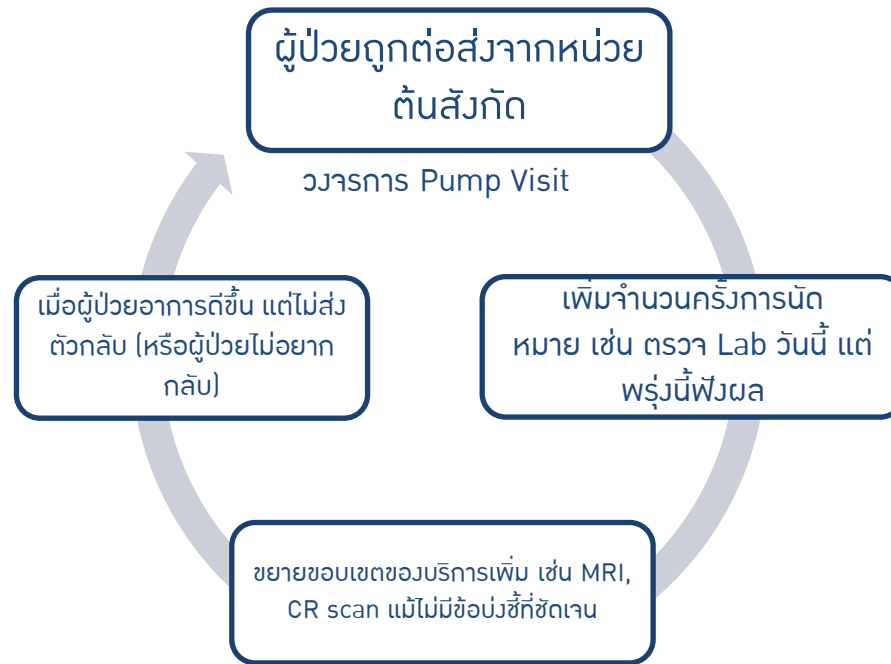 ผู้ป่วยถูกต่อส่งจากหน่วย
ต้นสังกัด
วงจรการ Pump Visit
เพิ่มจำนวนครั้งการนัด
หมาย เช่น ตรวจ Lab วันนี้ แต่
พรุ่งนี้ฟังผล
ขยายขอบเขตของบริการเพิ่ม เช่น MRI,
CR scan แม้ไม่มีข้อบ่งชี้ที่ชัดเจน
เมื่อผู้ป่วยอาการดีขึ้น แต่ไม่ส่ง
ตัวกลับ (หรือผู้ป่วยไม่อยาก
กลับ)